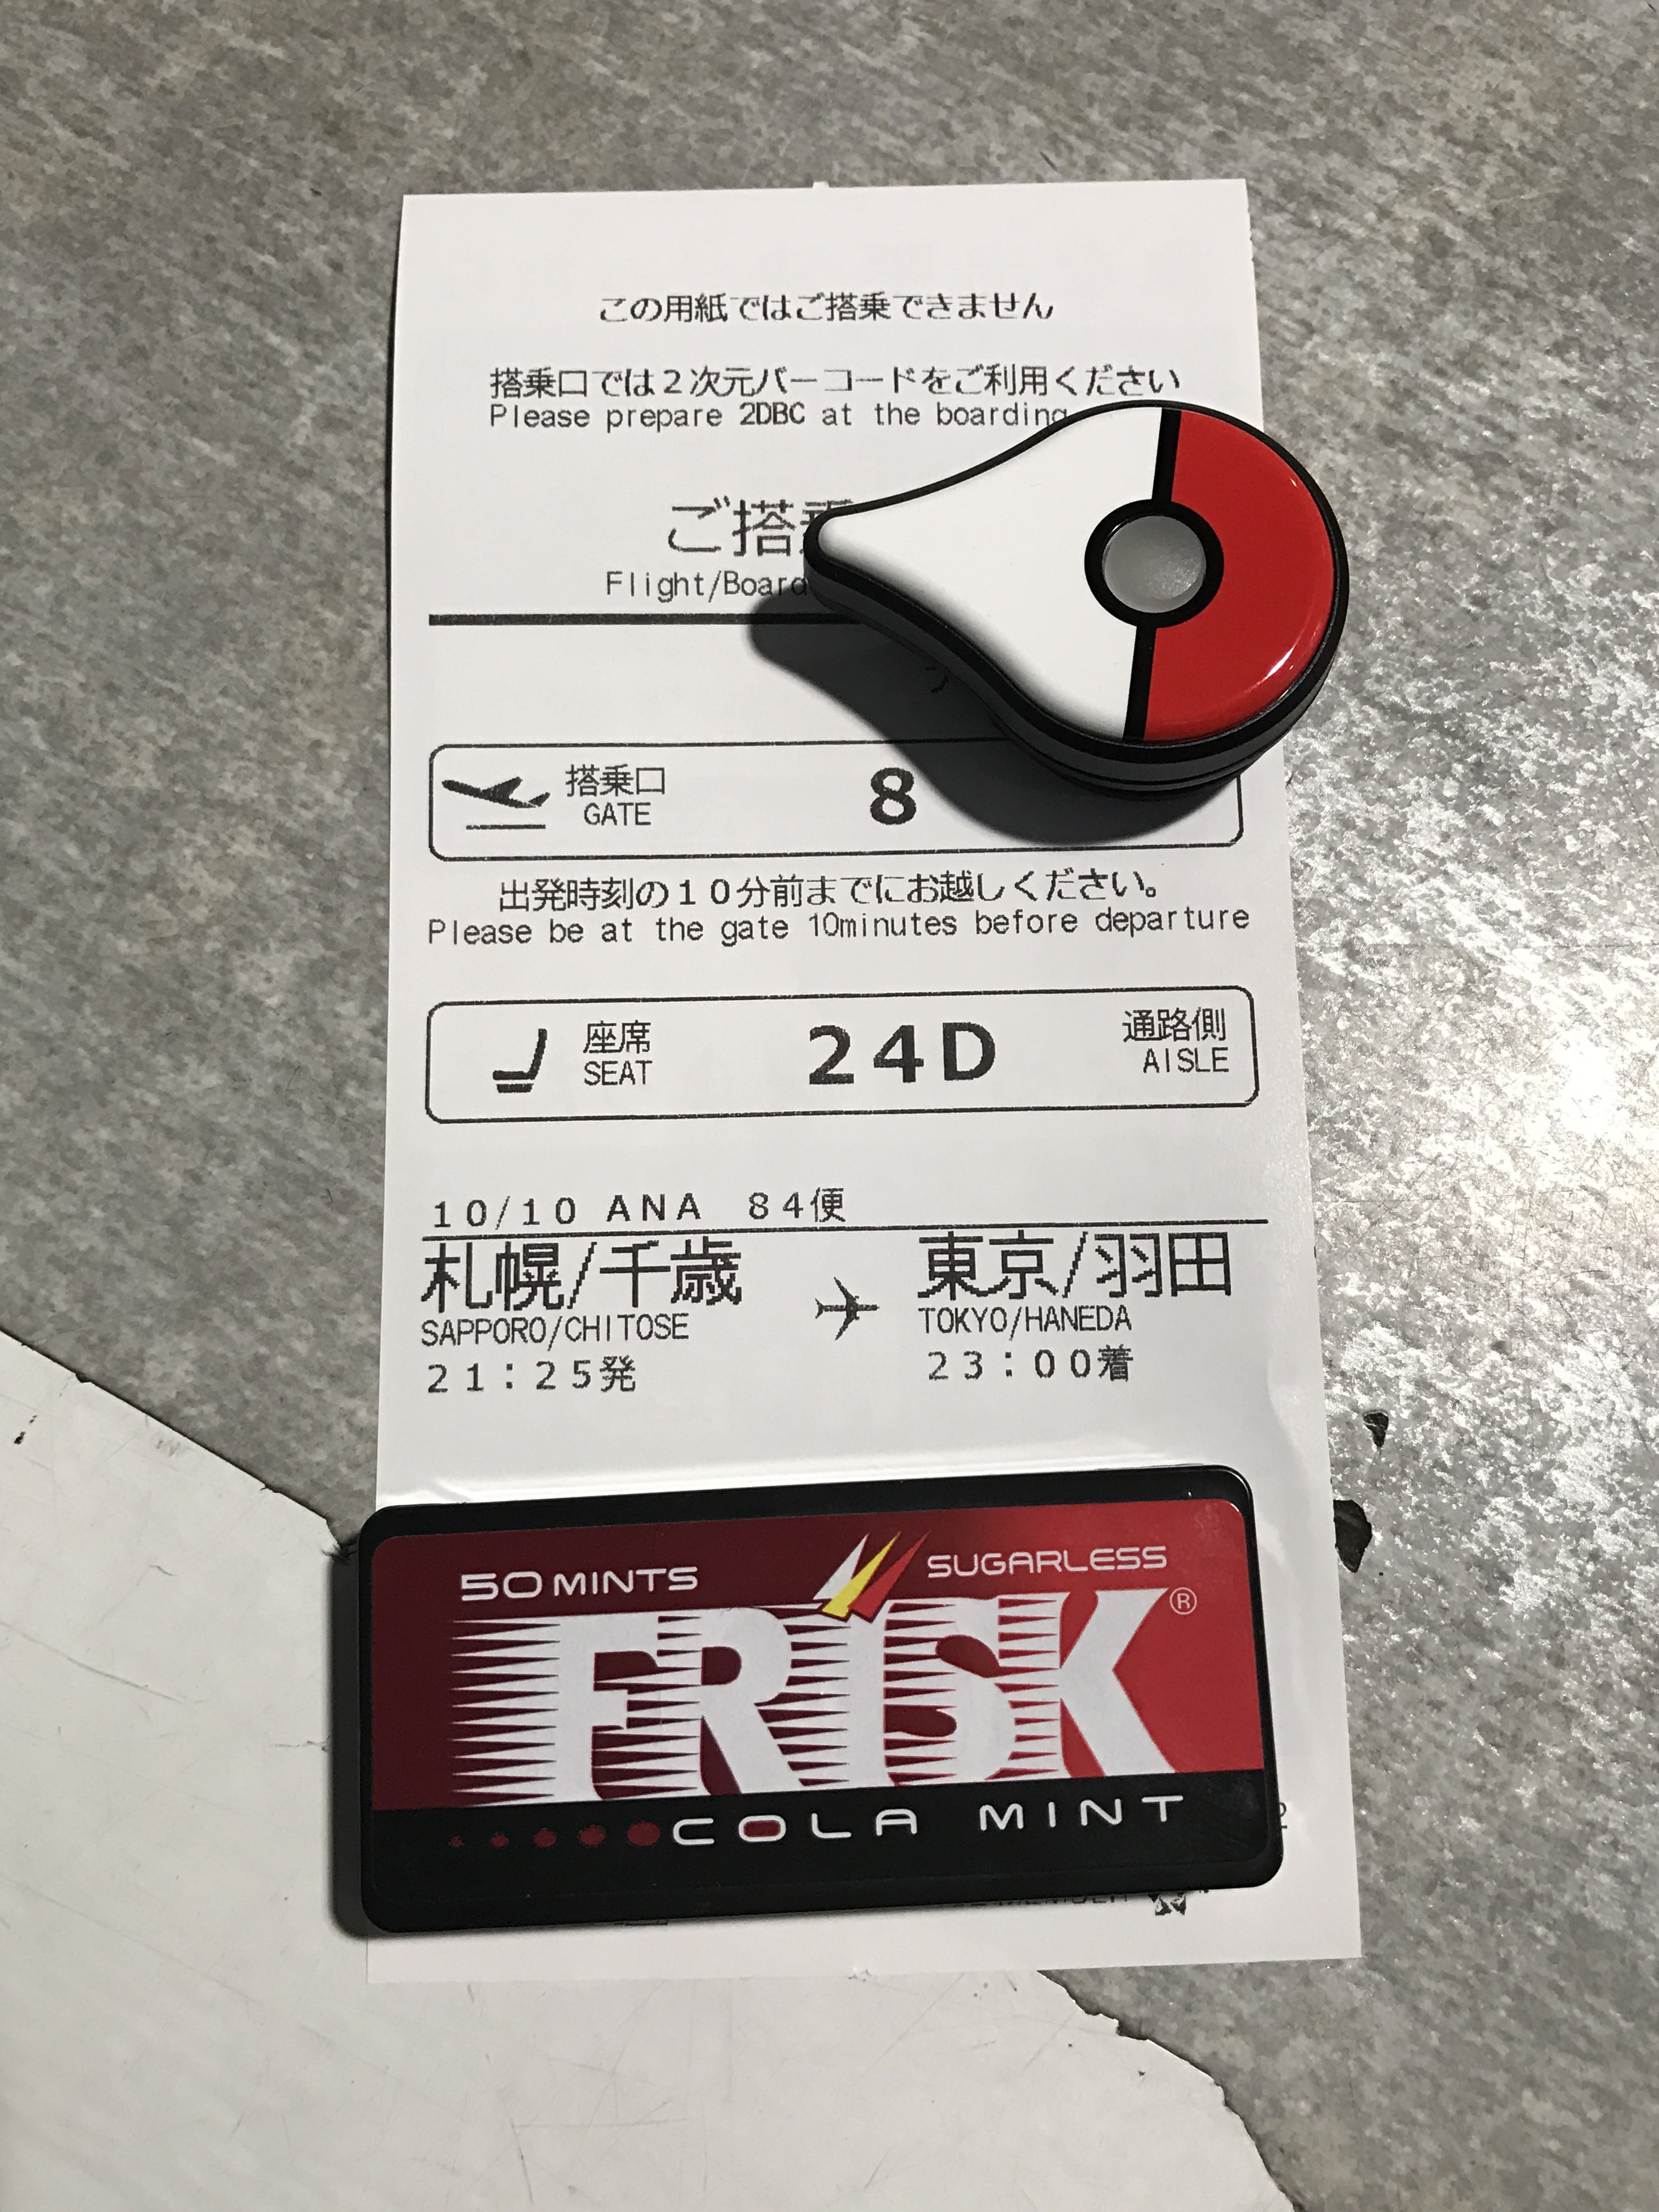 この用紙ではご搭乗できません
搭乗口では2次元バーコードをご利用ください
Please prepare 2DBC at the boarding
ご搭
Flight/Board
搭乗口
GATE
8
出発時刻の10分前までにお越しください。
Please be at the gate 10minutes before departure
座席
SEAT
24D
通路側
AISLE
10/10 ANA 84便
札幌/千歳
東京/羽田
SAPPORO/CHITOSE
TOKYO/HANEDA
21:25発
23:00着
50 MINTS
SUGARLESS
FRISK®
COLA MINT